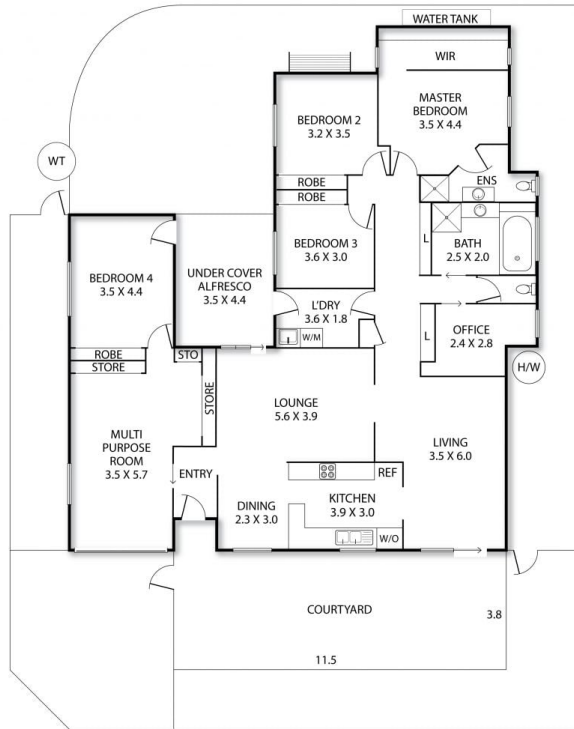 WATER TANK
WIR
MASTER
BEDROOM
3.5 X 4.4
BEDROOM 2
3.2 X 3.5
WT
ENS
ROBE
ROBE
L
BATH
2.5 X 2.0
BEDROOM 3
3.6 X 3.0
BEDROOM 4
3.5 X 4.4
UNDER COVER
ALFRESCO
3.5 X 4.4
L'DRY
3.6 X 1.8
W/M
L
OFFICE
2.4 X 2.8
ROBE
STO
STORE
H/W
STORE
LOUNGE
5.6 X 3.9
MULTI
PURPOSE
ROOM
3.5 X 5.7
LIVING
3.5 X 6.0
ENTRY
REF
KITCHEN
3.9 X 3.0
DINING
2.3 X 3.0
W/O
COURTYARD
3.8
11.5